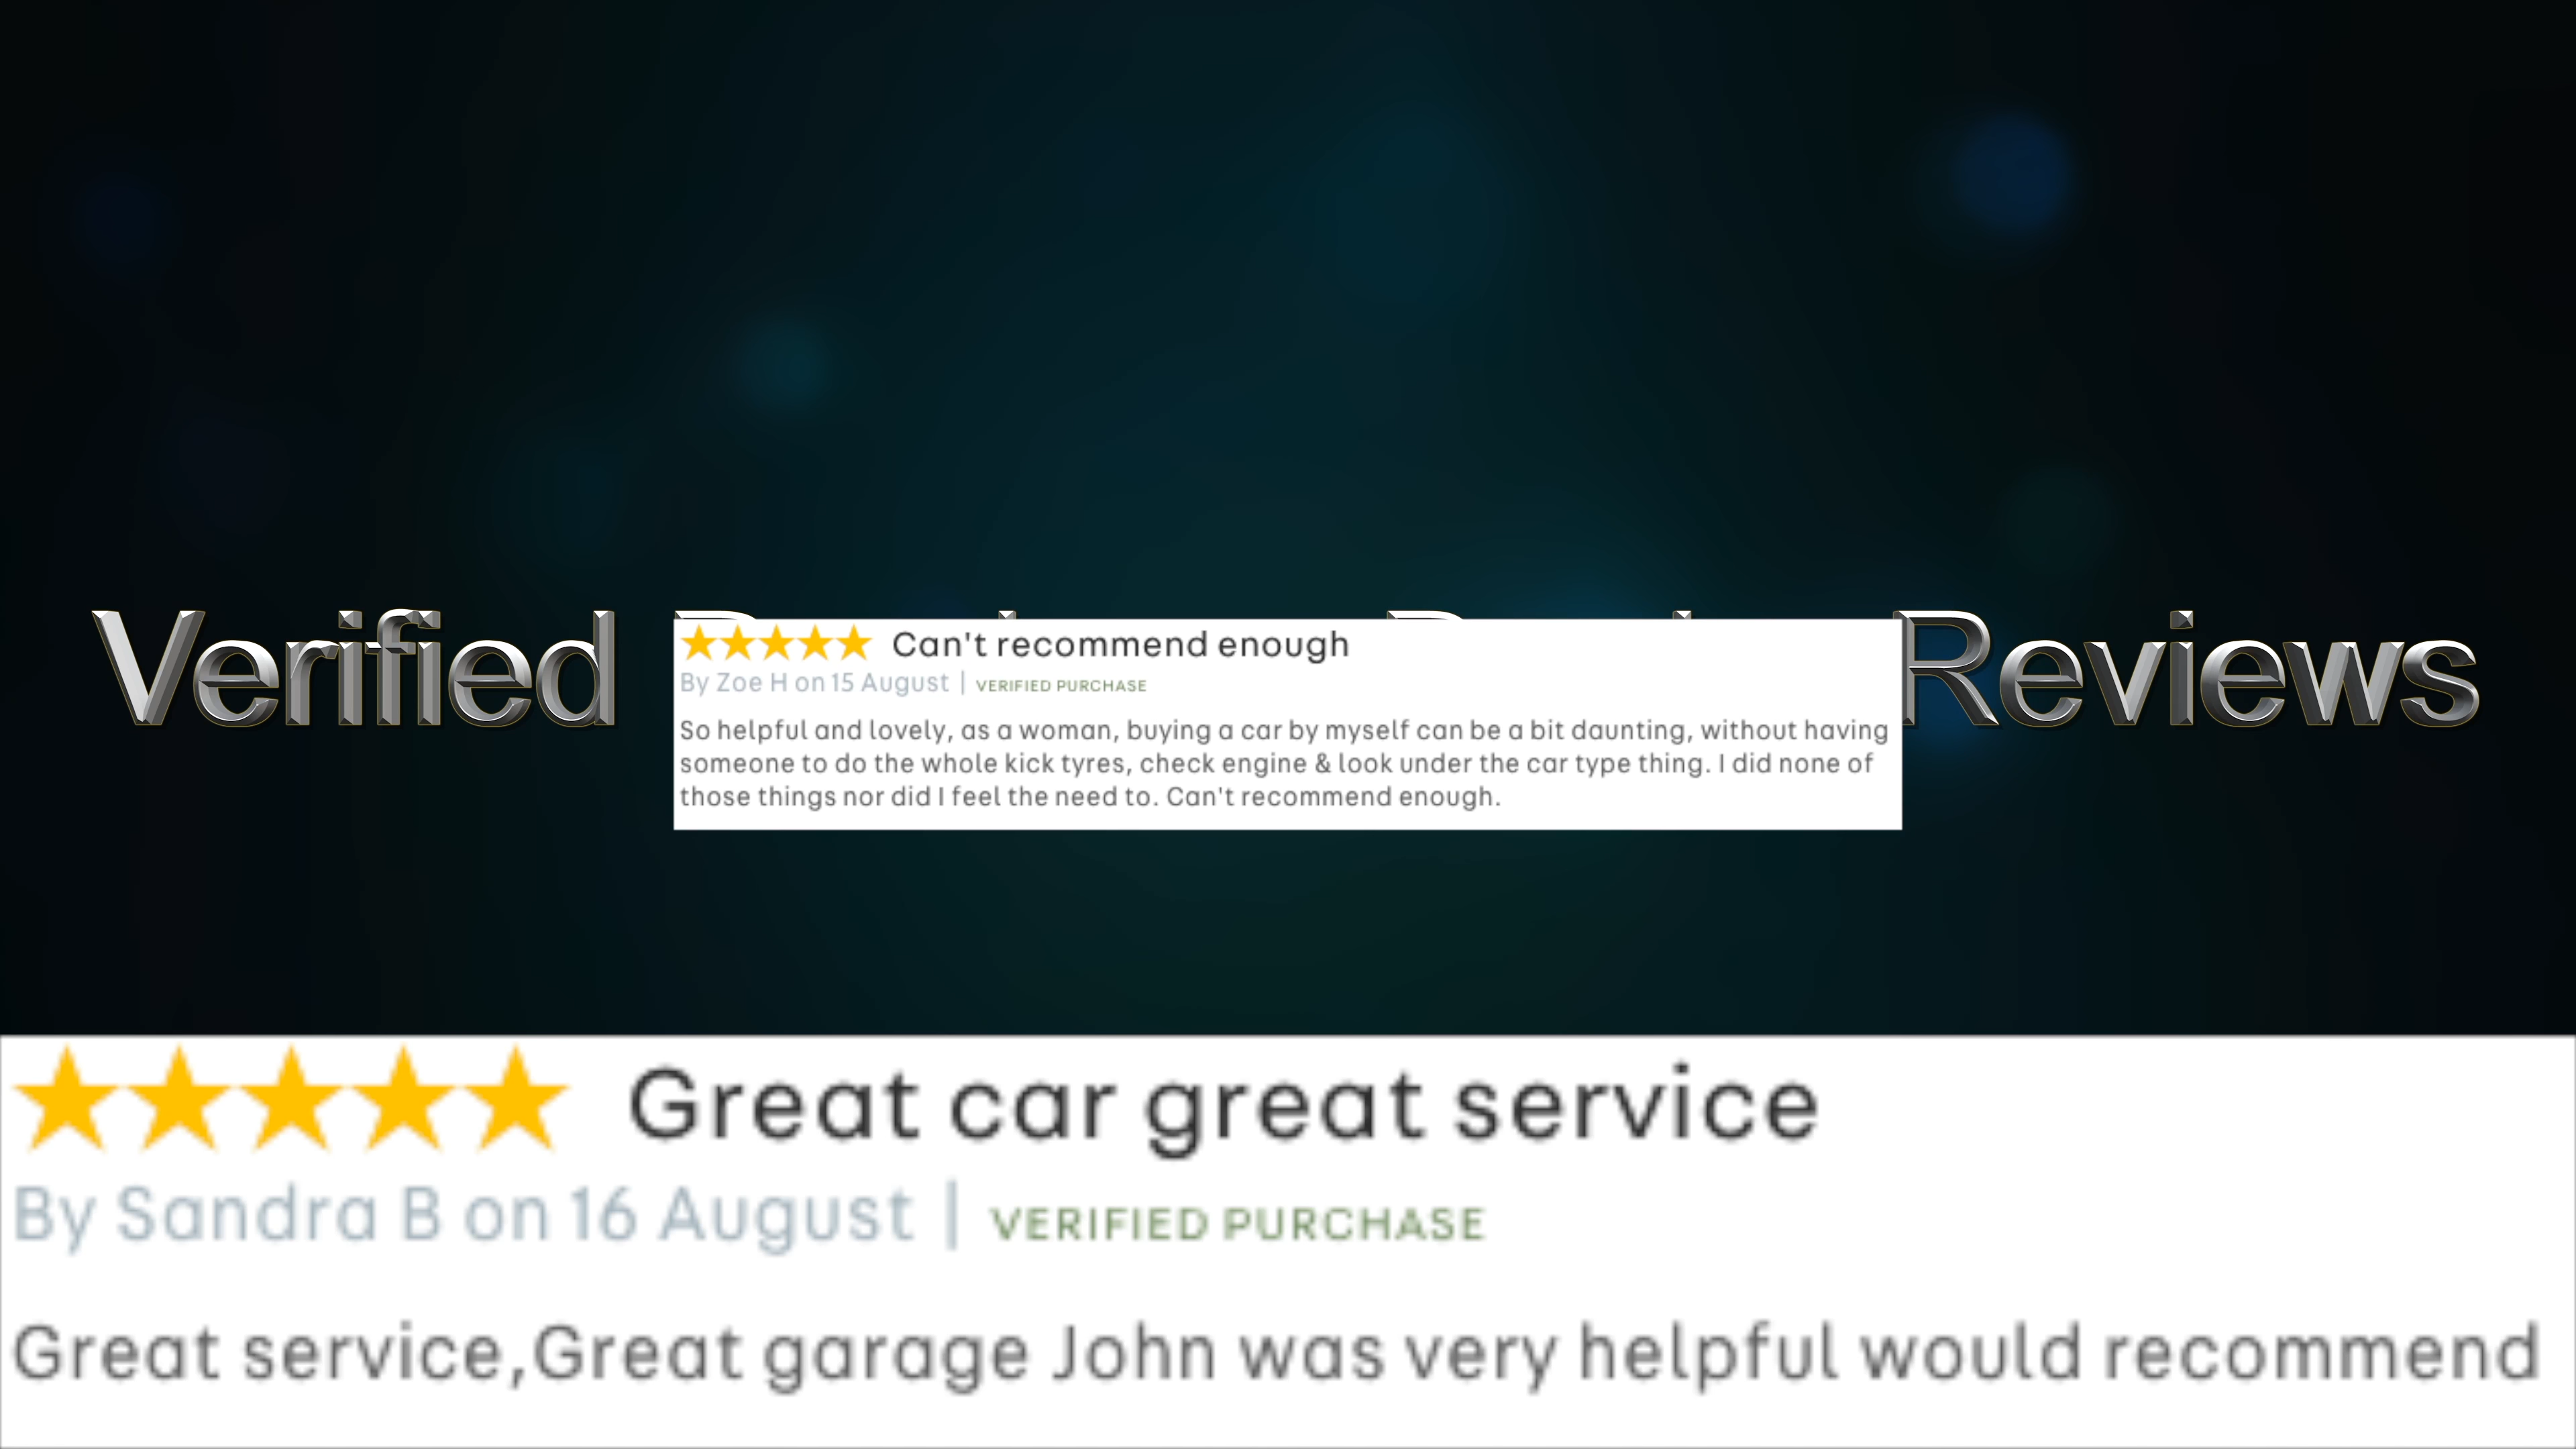 Verified Reviews
Can't recommend enough
By Zoe H on 15 August | VERIFIED PURCHASE
So helpful and lovely, as a woman, buying a car by myself can be a bit daunting, without having
someone to do the whole kick tyres, check engine & look under the car type thing. I did none of
those things nor did I feel the need to. Can't recommend enough.
Great car great service
By Sandra B on 16 August | VERIFIED PURCHASE
Great service,Great garage John was very helpful would recommend